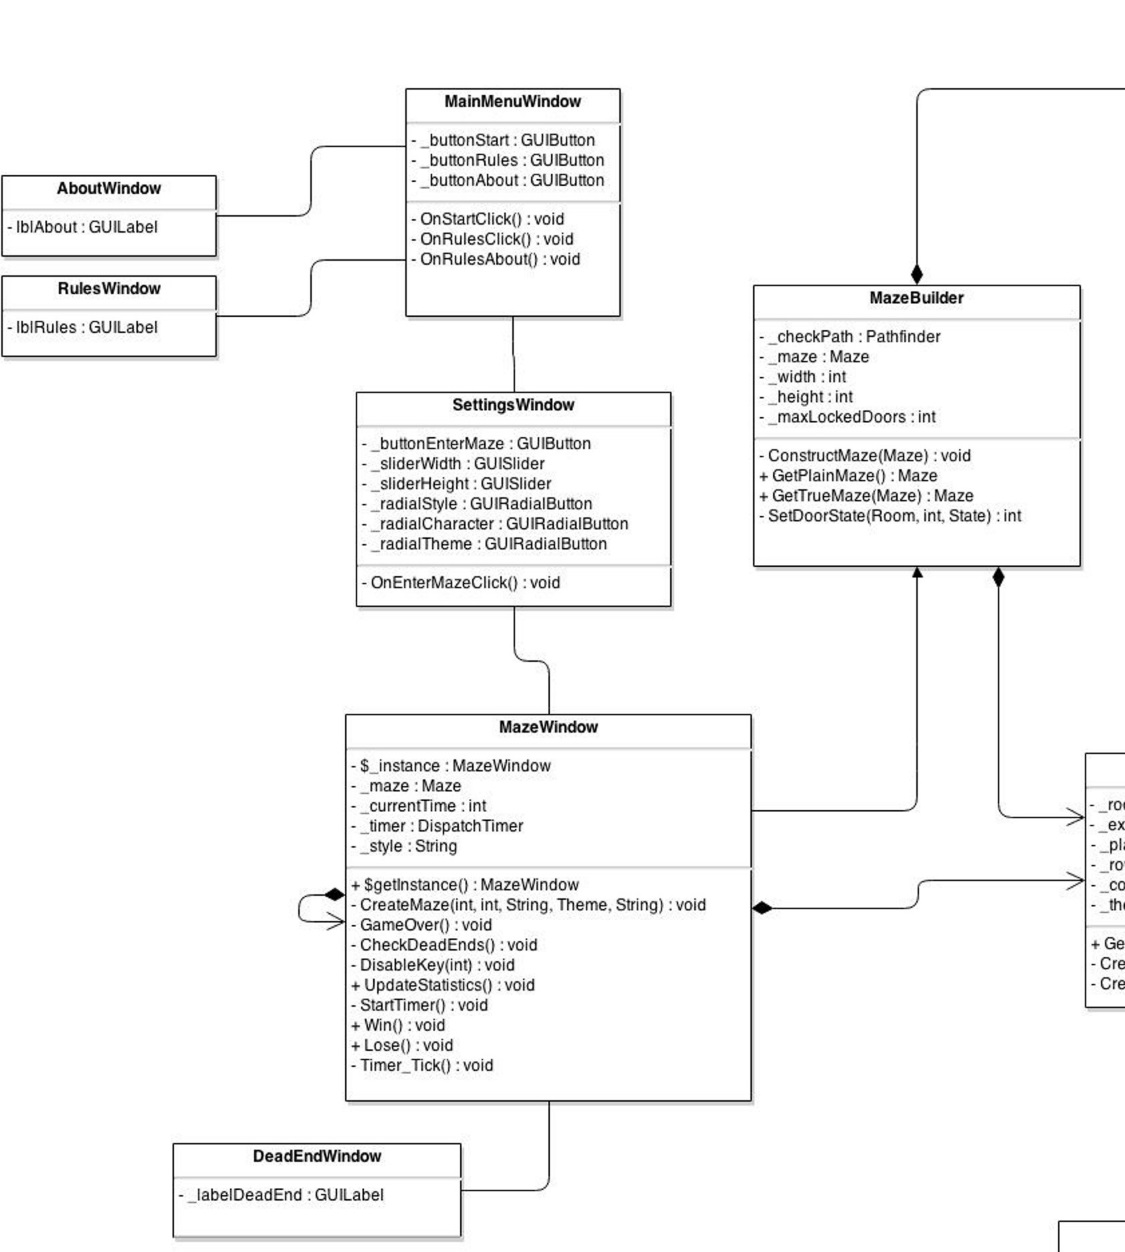 MainMenuWindow
- _buttonStart : GUIButton
- _buttonRules : GUIButton
- _buttonAbout : GUIButton
- OnStartClick() : void
- OnRulesClick() : void
- OnRulesAbout() : void
AboutWindow
- lblAbout : GUILabel
RulesWindow
- lblRules : GUILabel
MazeBuilder
- _checkPath : Pathfinder
- _maze : Maze
- _width : int
- _height : int
- _maxLockedDoors : int
- ConstructMaze(Maze) : void
+ GetPlainMaze() : Maze
+ GetTrueMaze(Maze) : Maze
- SetDoorState(Room, int, State) : int
SettingsWindow
- _buttonEnterMaze : GUIButton
- _sliderWidth : GUISlider
- _sliderHeight : GUISlider
- _radialStyle : GUIRadialButton
- _radialCharacter : GUIRadialButton
- _radialTheme : GUIRadialButton
- OnEnterMazeClick() : void
MazeWindow
- $_instance : MazeWindow
- _maze : Maze
- _currentTime : int
- _timer : DispatchTimer
- _style : String
+ $getInstance() : MazeWindow
- CreateMaze(int, int, String, Theme, String) : void
- GameOver() : void
- CheckDeadEnds() : void
- DisableKey(int) : void
+ UpdateStatistics() : void
- StartTimer() : void
+ Win() : void
+ Lose() : void
- Timer_Tick() : void
DeadEndWindow
- _labelDeadEnd : GUILabel